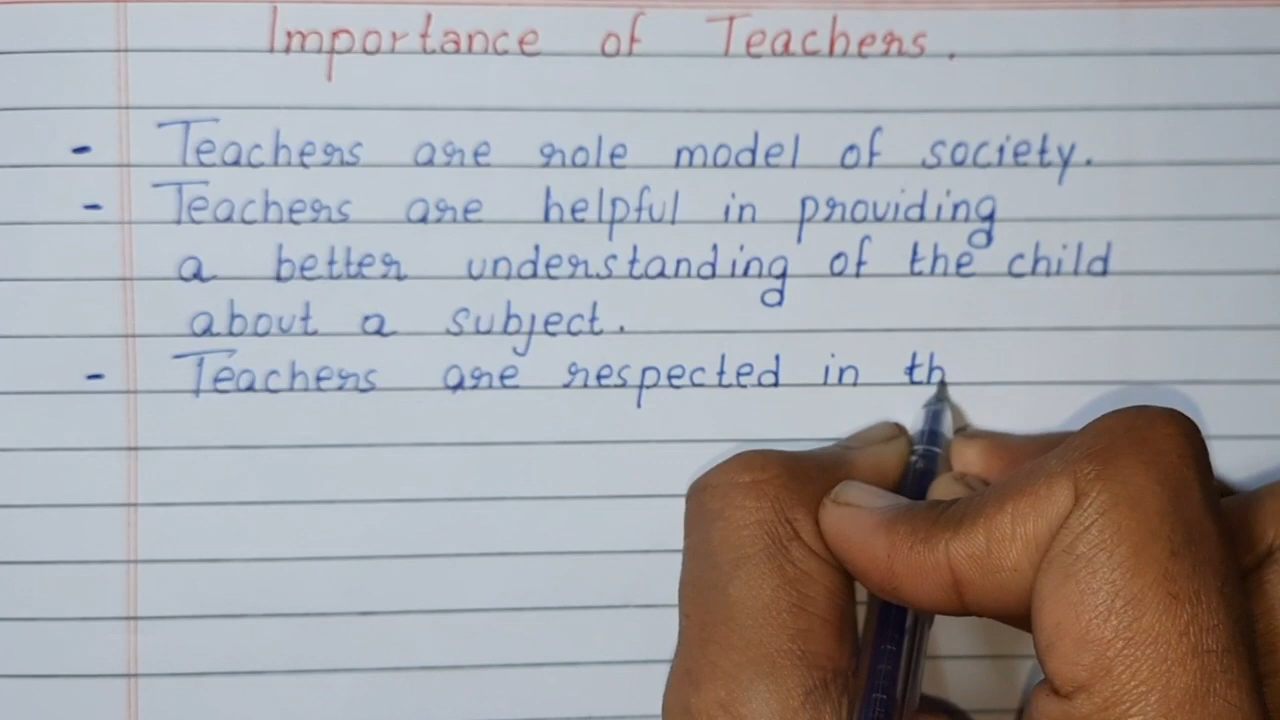 Importance of Teachers.
- Teachers are role model of society.
- Teachers are helpful in providing
a better understanding of the child
about a subject.
- Teachers are respected in th